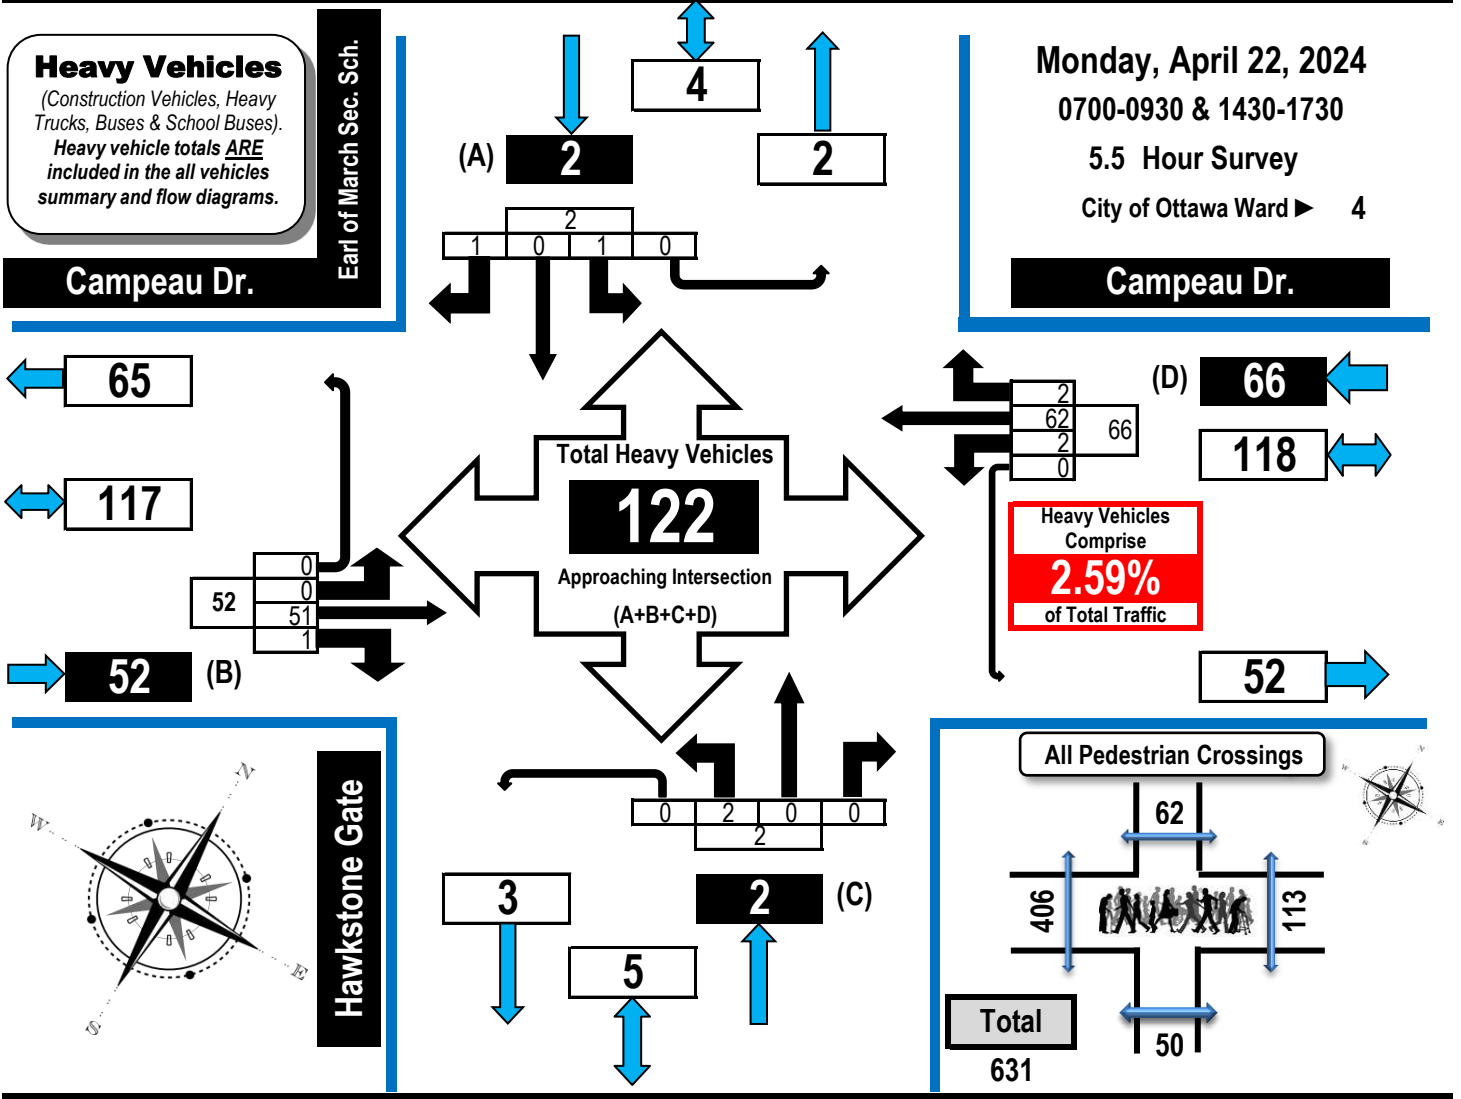 Heavy Vehicles
(Construction Vehicles, Heavy
Trucks, Buses & School Buses).
Heavy vehicle totals ARE
included in the all vehicles
summary and flow diagrams.
Earl of March Sec. Sch.
Campeau Dr.
4
(A)
2
2
2
1 0 1 0
Monday, April 22, 2024
0700-0930 & 1430-1730
5.5 Hour Survey
City of Ottawa Ward ► 4
Campeau Dr.
65
117
0
0
51
1
52
52
(B)
Total Heavy Vehicles
122
Approaching Intersection
(A+B+C+D)
2
62
2
0
66
(D)
66
118
Heavy Vehicles
Comprise
2.59%
of Total Traffic
52
N
W
E
S
Hawkstone Gate
0 2 0 0
2
3
2
(C)
5
All Pedestrian Crossings
N
W
E
S
62
406
113
50
Total
631